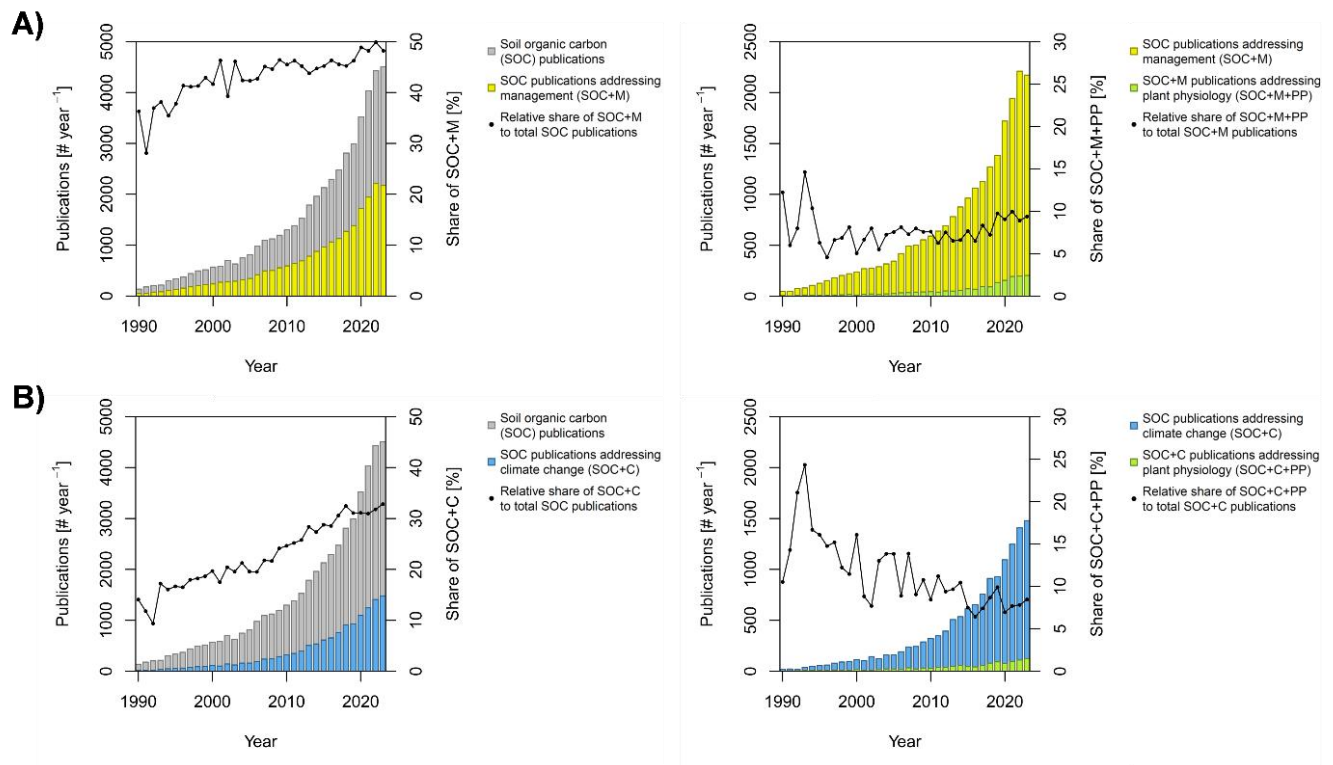 A)
Publications [# year⁻¹]
0
1000
2000
3000
4000
5000
0
10
20
30
40
50
Share of SOC+M [%]
1990
2000
2010
2020
Year
Soil organic carbon
(SOC) publications
SOC publications addressing
management (SOC+M)
Relative share of SOC+M
to total SOC publications
Publications [# year⁻¹]
0
500
1000
1500
2000
2500
0
5
10
15
20
25
30
Share of SOC+M+PP [%]
1990
2000
2010
2020
Year
SOC publications addressing
management (SOC+M)
SOC+M publications addressing
plant physiology (SOC+M+PP)
Relative share of SOC+M+PP
to total SOC+M publications
B)
Publications [# year⁻¹]
0
1000
2000
3000
4000
5000
0
10
20
30
40
50
Share of SOC+C [%]
1990
2000
2010
2020
Year
Soil organic carbon
(SOC) publications
SOC publications addressing
climate change (SOC+C)
Relative share of SOC+C
to total SOC publications
Publications [# year⁻¹]
0
500
1000
1500
2000
2500
0
5
10
15
20
25
30
Share of SOC+C+PP [%]
1990
2000
2010
2020
Year
SOC publications addressing
climate change (SOC+C)
SOC+C publications addressing
plant physiology (SOC+C+PP)
Relative share of SOC+C+PP
to total SOC+C publications